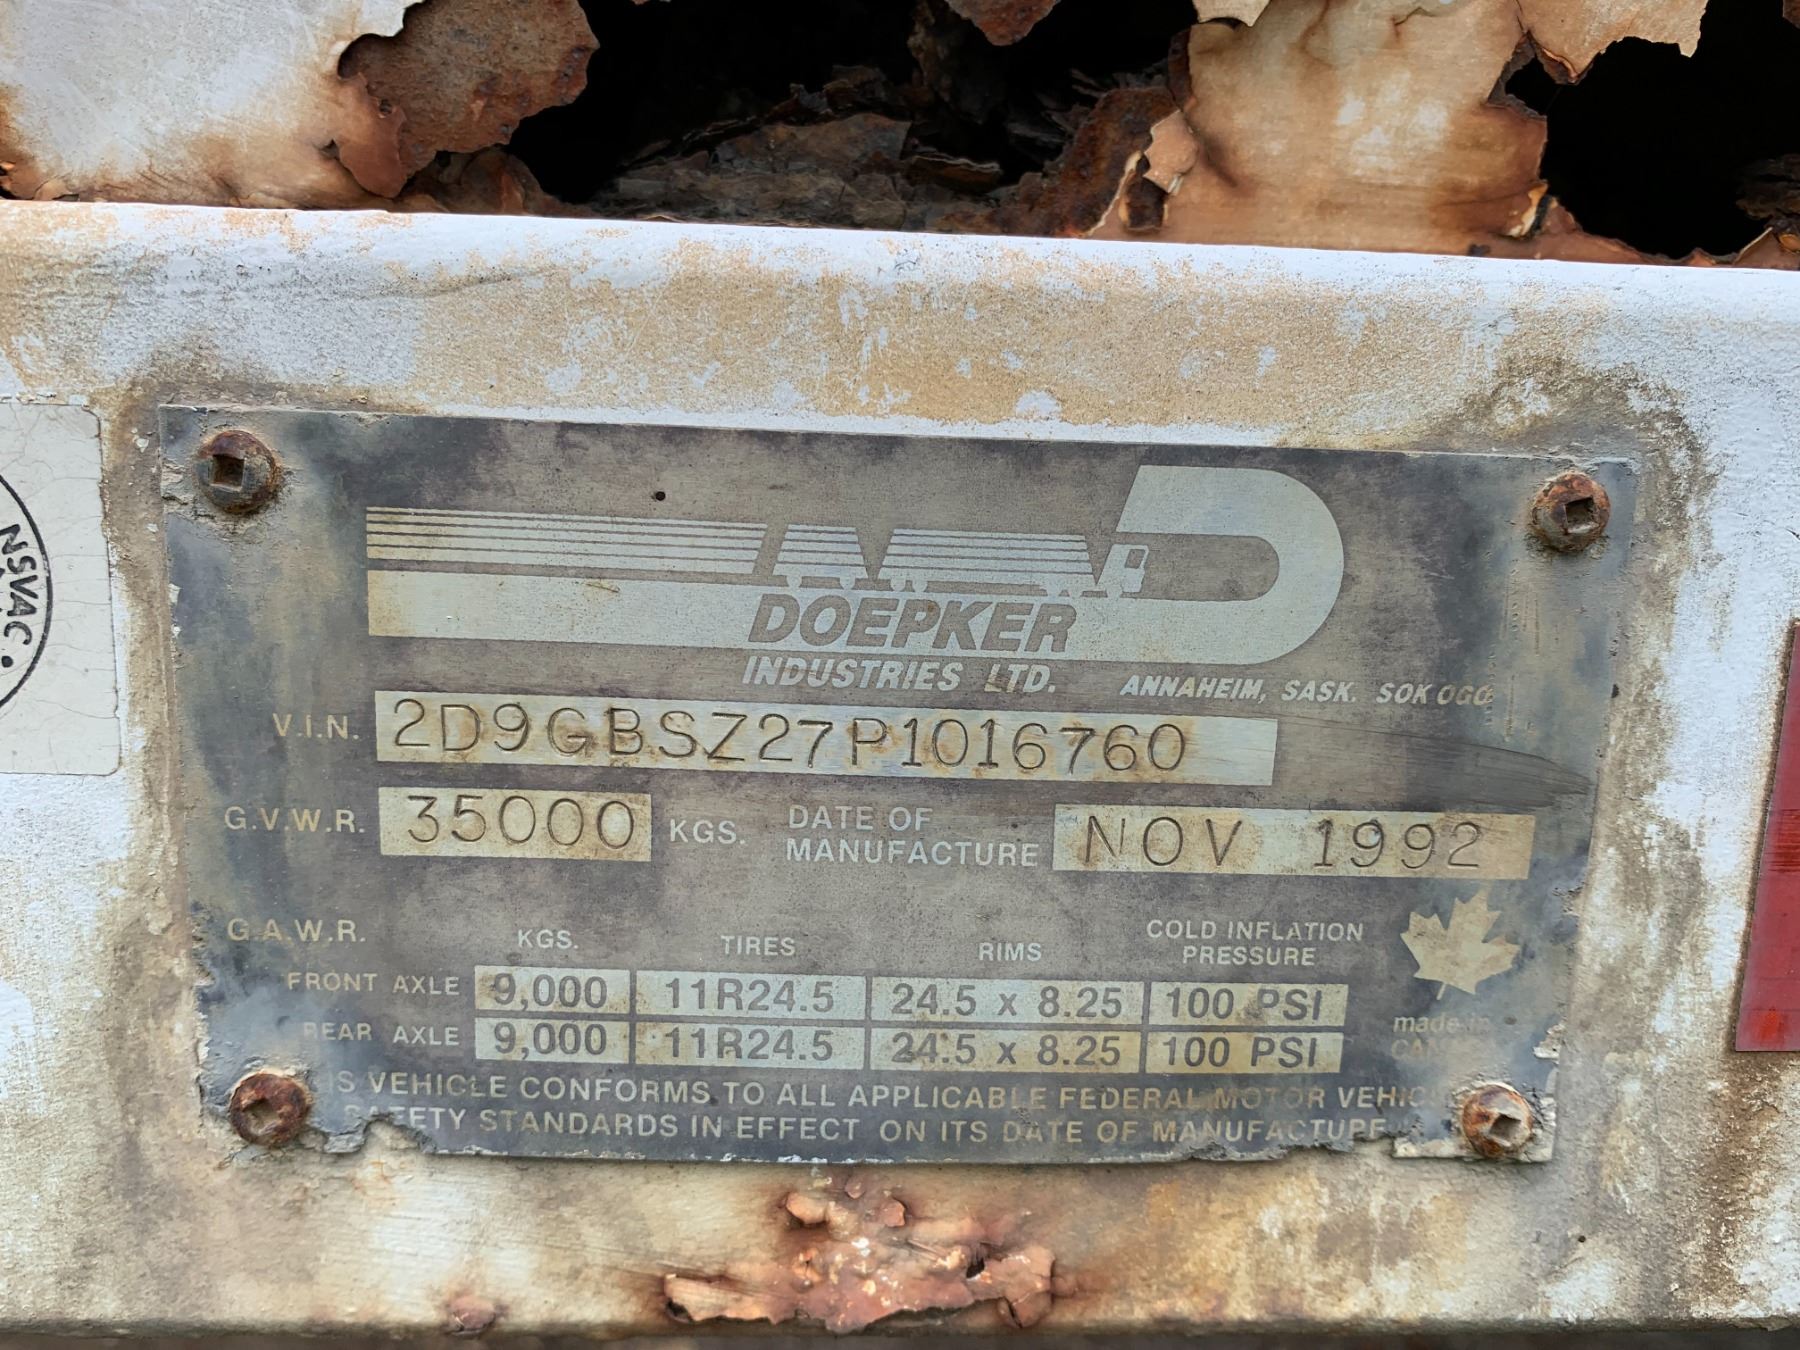 NSVAC •
DOEPKER
INDUSTRIES LTD. ANNAHEIM, SASK. SOK OGO
V.I.N. 2D9GBSZ27P1016760
G.V.W.R. 35000 KGS. DATE OF MANUFACTURE NOV 1992
G.A.W.R. KGS. TIRES RIMS COLD INFLATION PRESSURE
FRONT AXLE 9,000 11R24.5 24.5 x 8.25 100 PSI
REAR AXLE 9,000 11R24.5 24.5 x 8.25 100 PSI
made in
IS VEHICLE CONFORMS TO ALL APPLICABLE FEDERAL MOTOR VEHIC
SAFETY STANDARDS IN EFFECT ON ITS DATE OF MANUFACTURE